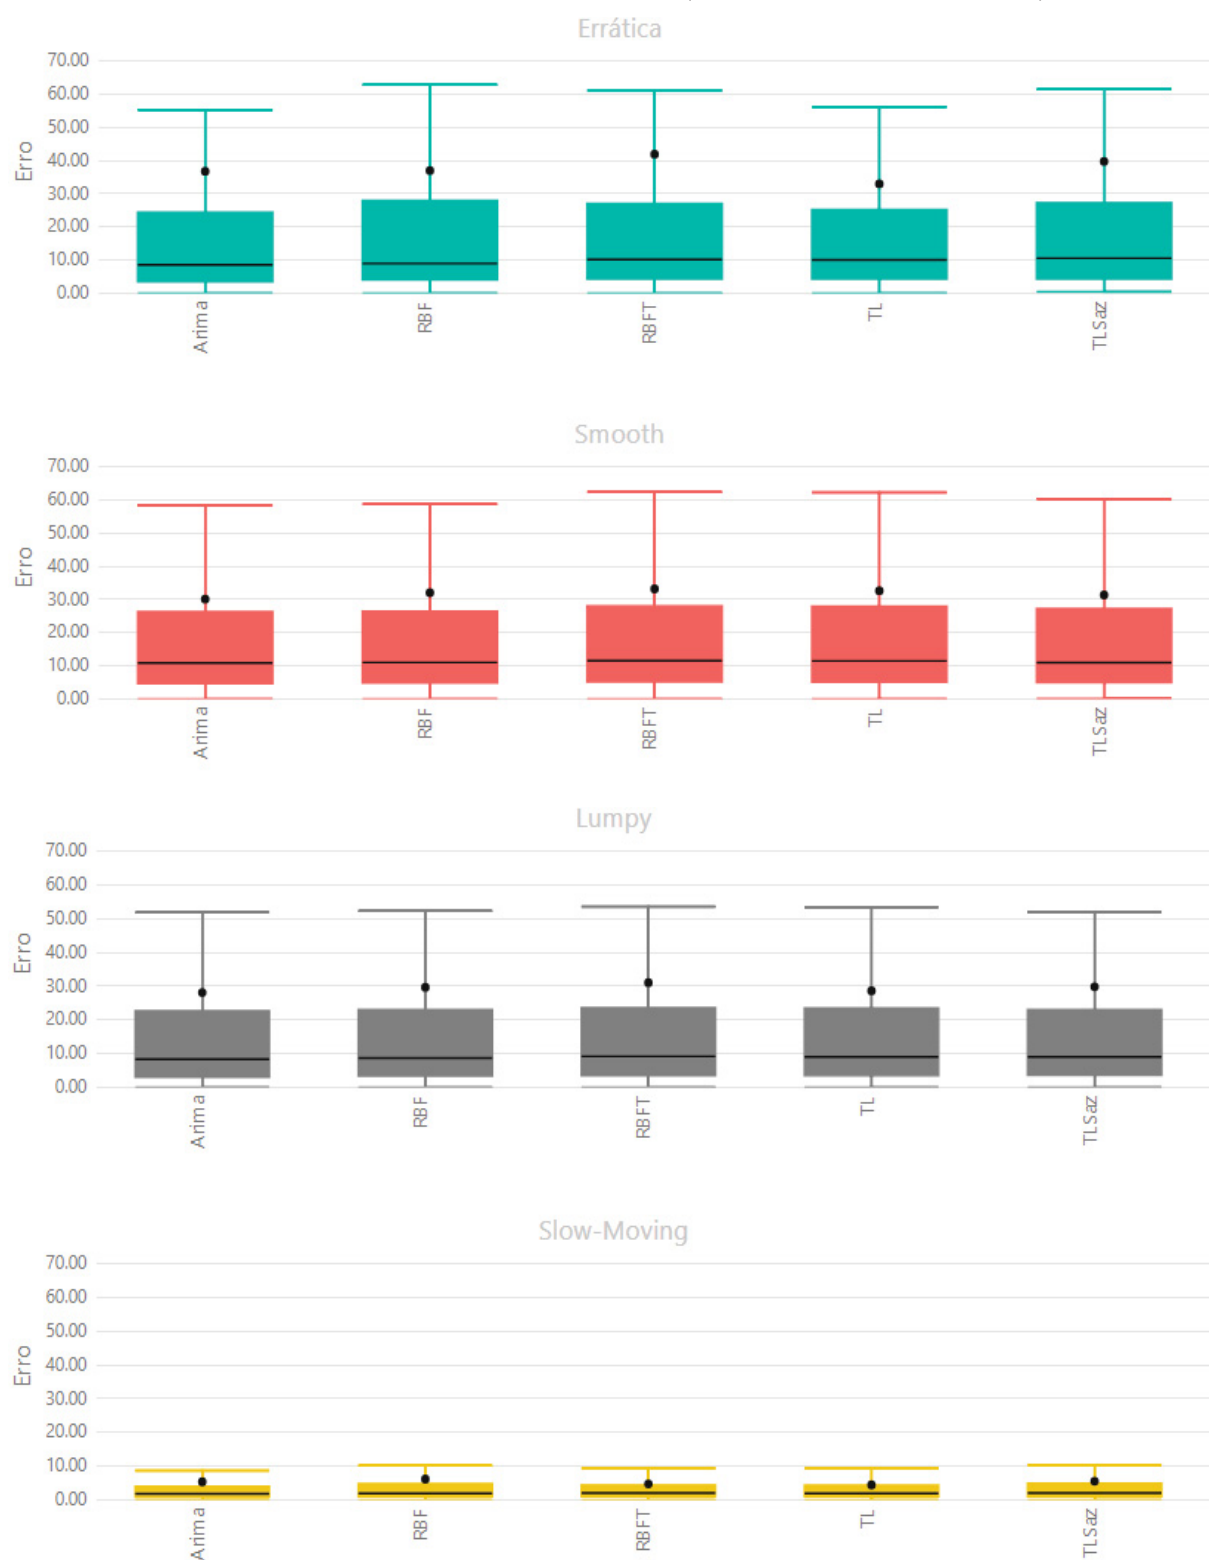 Errática
70.00
60.00
50.00
40.00
30.00
20.00
10.00
0.00
Erro
Arima
RBF
RBFT
TL
TLSaz
Smooth
70.00
60.00
50.00
40.00
30.00
20.00
10.00
0.00
Erro
Arima
RBF
RBFT
TL
TLSaz
Lumpy
70.00
60.00
50.00
40.00
30.00
20.00
10.00
0.00
Erro
Arima
RBF
RBFT
TL
TLSaz
Slow-Moving
70.00
60.00
50.00
40.00
30.00
20.00
10.00
0.00
Erro
Arima
RBF
RBFT
TL
TLSaz